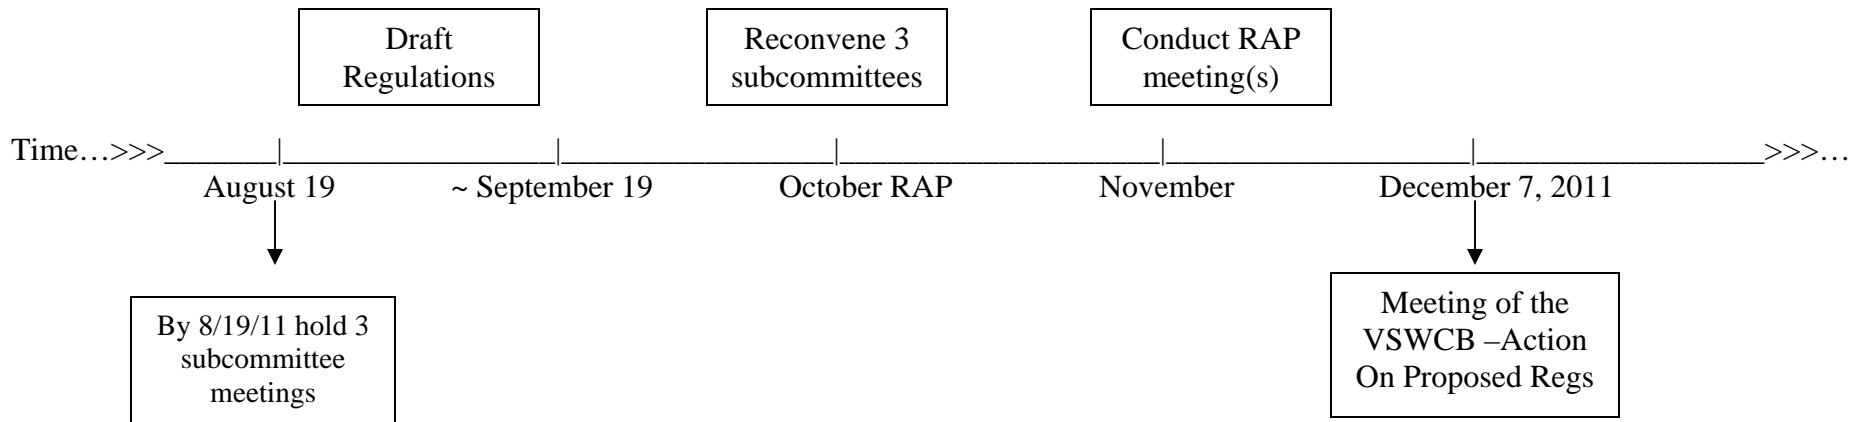 Draft
Regulations
Reconvene 3
subcommittees
Conduct RAP
meeting(s)
Time…>>>_______|_________________|_________________|____________________|___________________|__________________>>>…
August 19
~ September 19
October RAP
November
December 7, 2011
By 8/19/11 hold 3
subcommittee
meetings
Meeting of the
VSWCB –Action
On Proposed Regs